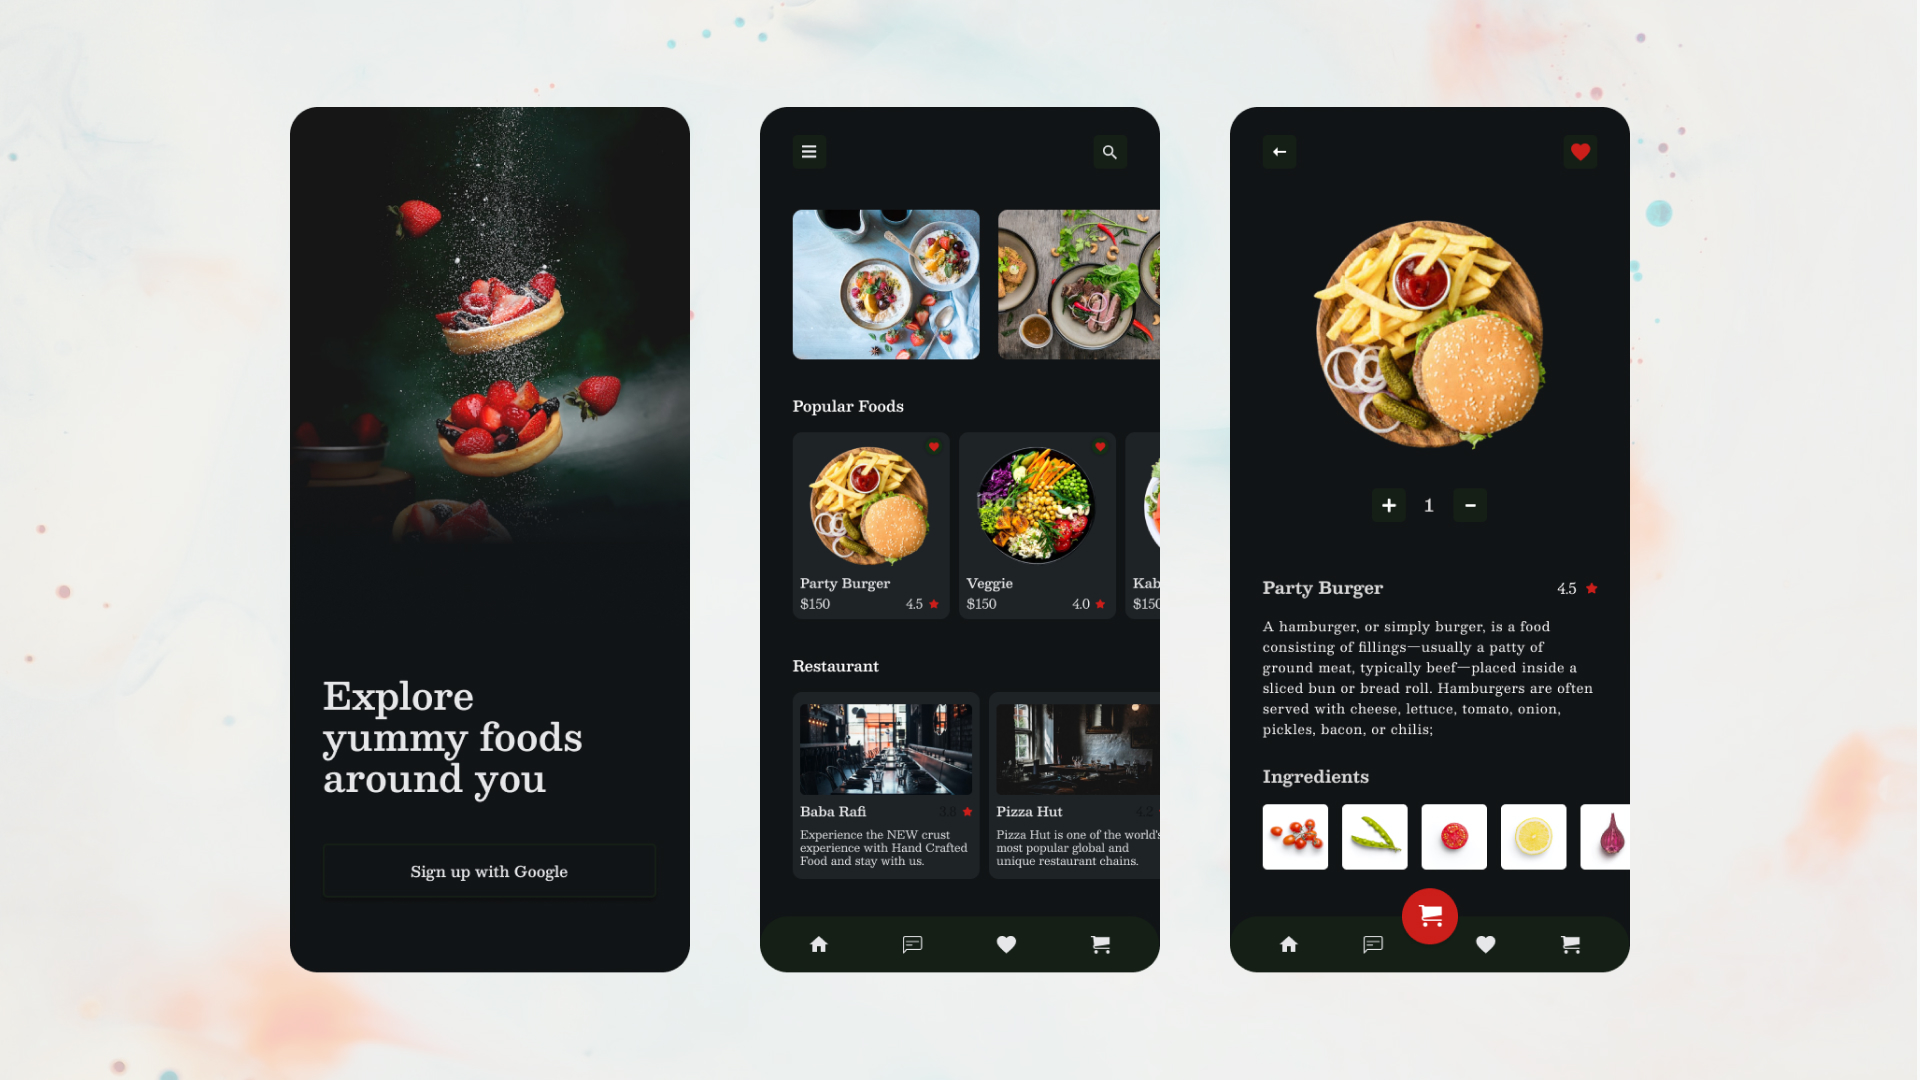 Explore
yummy foods
around you
Sign up with Google
Popular Foods
Party Burger
$150
4.5
Veggie
$150
4.0
Kab
$150
Restaurant
Baba Rafi
3.8
Experience the NEW crust
experience with Hand Crafted
Food and stay with us.
Pizza Hut
4.2
Pizza Hut is one of the world's
most popular global and
unique restaurant chains.
1
Party Burger
4.5
A hamburger, or simply burger, is a food
consisting of fillings—usually a patty of
ground meat, typically beef—placed inside a
sliced bun or bread roll. Hamburgers are often
served with cheese, lettuce, tomato, onion,
pickles, bacon, or chilis;
Ingredients